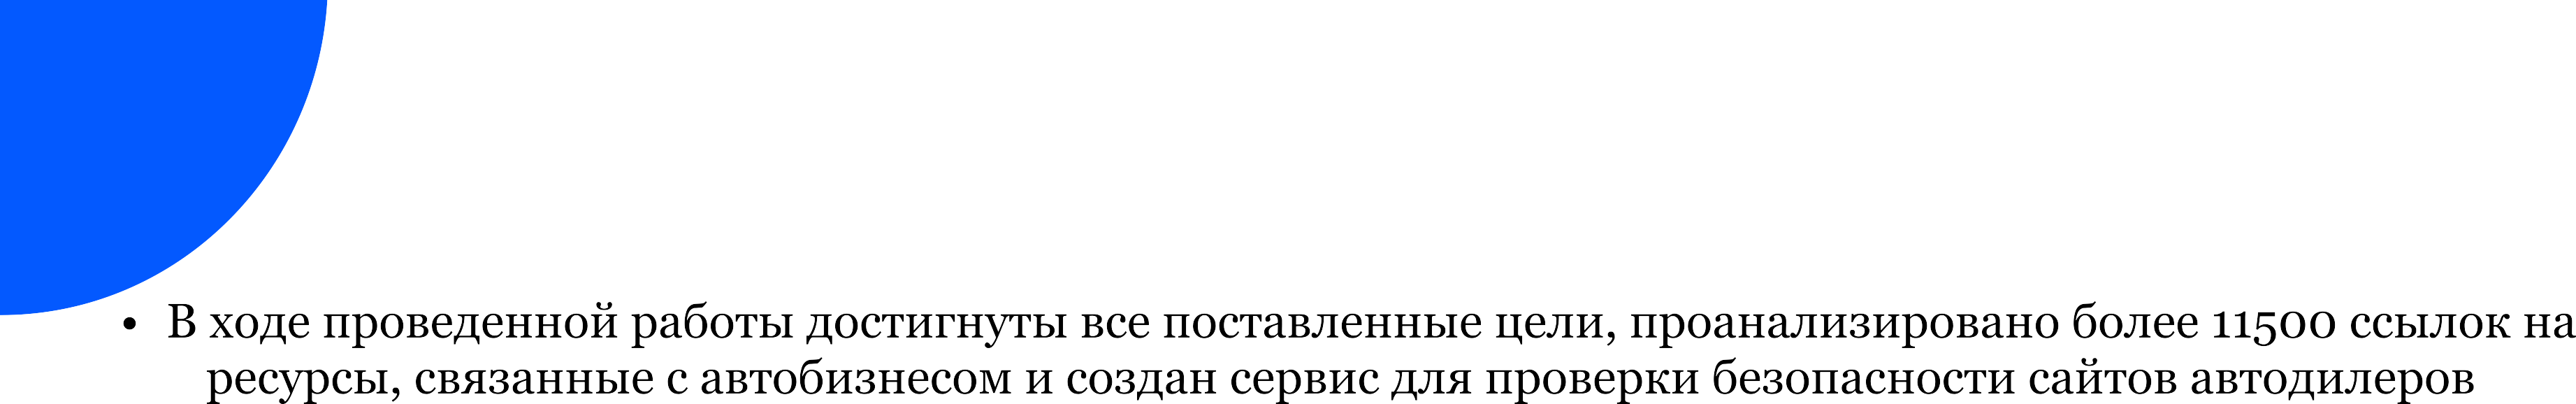 • В ходе проведенной работы достигнуты все поставленные цели, проанализировано более 11500 ссылок на
ресурсы, связанные с автобизнесом и создан сервис для проверки безопасности сайтов автодилеров